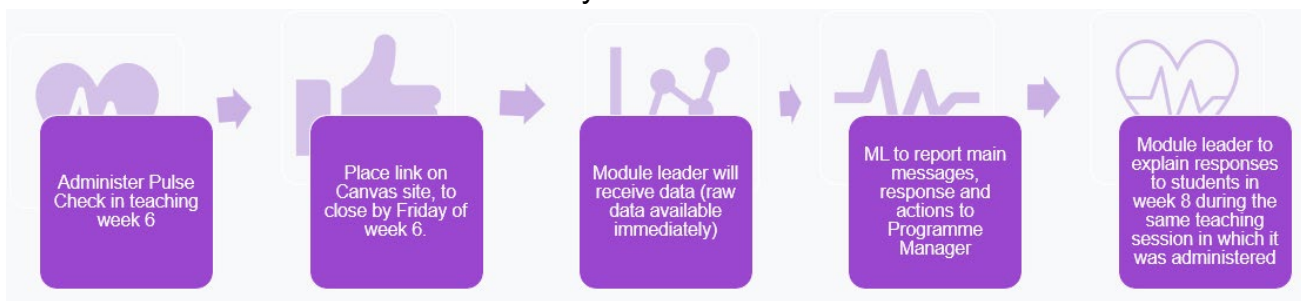 Administer Pulse
Check in teaching
week 6
Place link on
Canvas site, to
close by Friday of
week 6.
Module leader will
receive data (raw
data available
immediately)
ML to report main
messages,
response and
actions to
Programme
Manager
Module leader to
explain responses
to students in
week 8 during the
same teaching
session in which it
was administered